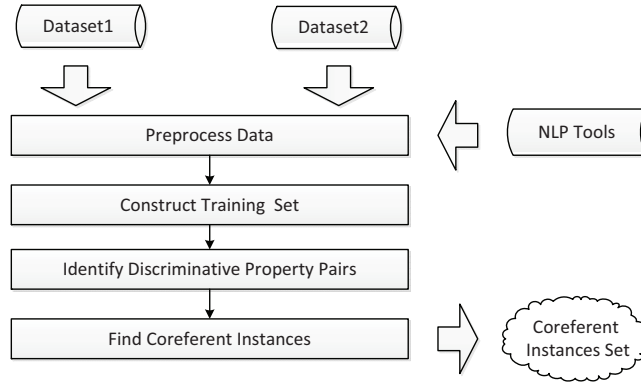 Dataset1
Dataset2
Preprocess Data
NLP Tools
Construct Training Set
Identify Discriminative Property Pairs
Find Coreferent Instances
Coreferent
Instances Set